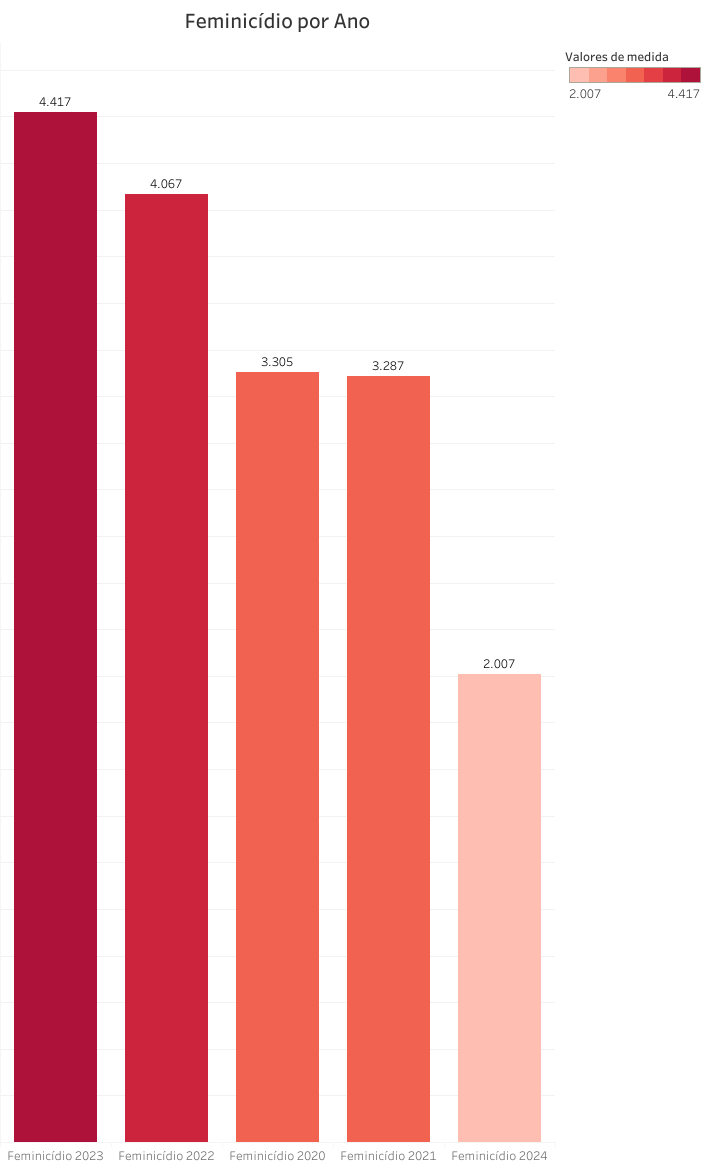 Feminicídio por Ano
Valores de medida
2.007 4.417
4.417
4.067
3.305
3.287
2.007
Feminicídio 2023 Feminicídio 2022 Feminicídio 2020 Feminicídio 2021 Feminicídio 2024